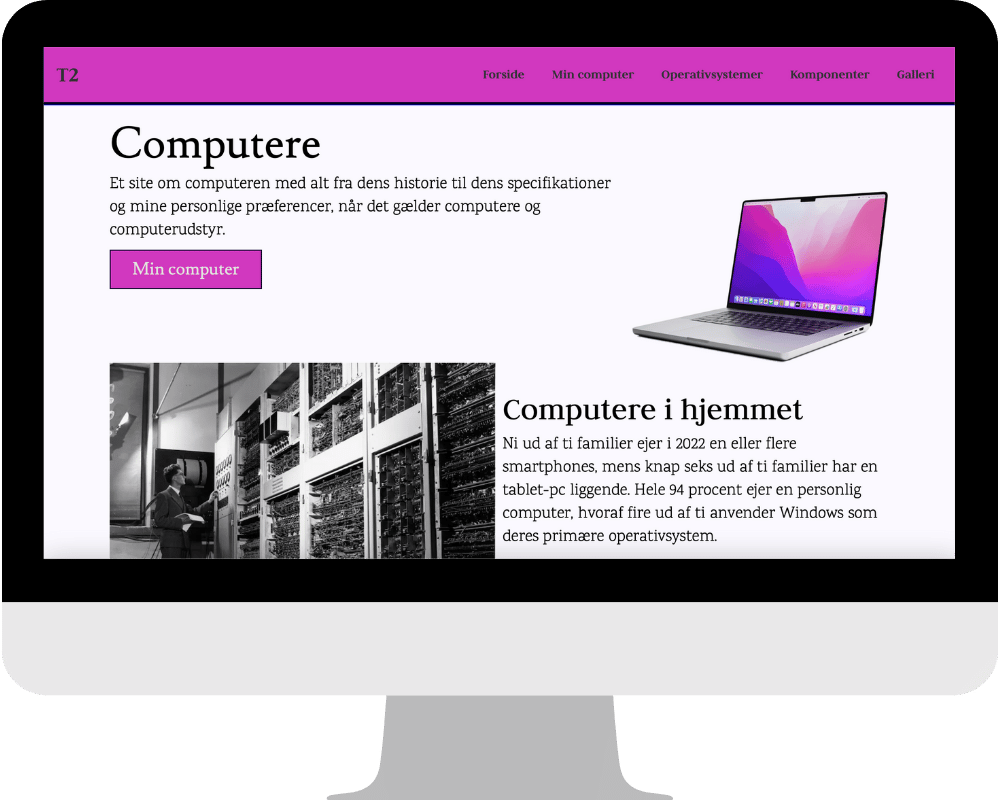 T2
Forside Min computer Operativsystemer Komponenter Galleri
Computere
Et site om computeren med alt fra dens historie til dens specifikationer
og mine personlige præferencer, når det gælder computere og
computerudstyr.
Min computer
Computere i hjemmet
Ni ud af ti familier ejer i 2022 en eller flere
smartphones, mens knap seks ud af ti familier har en
tablet-pc liggende. Hele 94 procent ejer en personlig
computer, hvoraf fire ud af ti anvender Windows som
deres primære operativsystem.